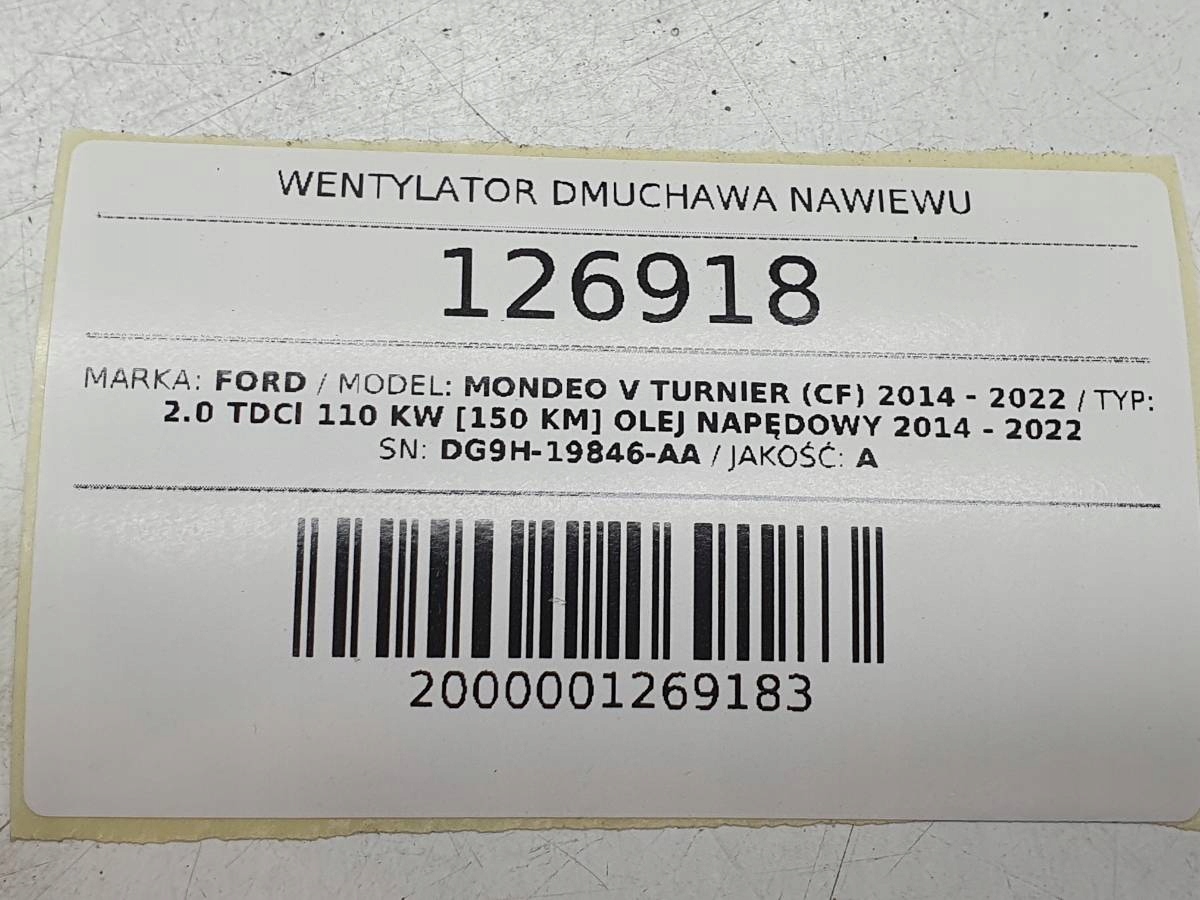 WENTYLATOR DMUCHAWA NAWIEWU
126918
MARKA: FORD / MODEL: MONDEO V TURNIER (CF) 2014 - 2022 / TYP:
2.0 TDCI 110 KW [150 KM] OLEJ NAPĘDOWY 2014 - 2022
SN: DG9H-19846-AA / JAKOŚĆ: A
2000001269183